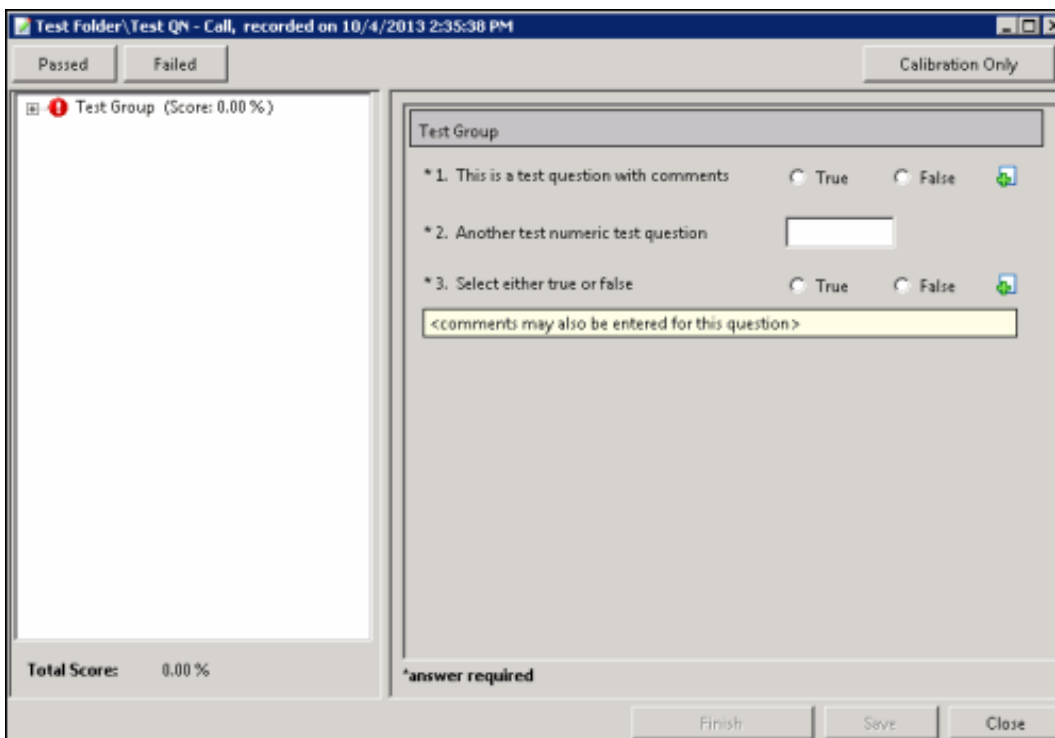 Test Folder\Test QN - Call, recorded on 10/4/2013 2:35:38 PM
Passed Failed Calibration Only
Test Group (Score: 0.00 %)
Test Group
* 1. This is a test question with comments True False
* 2. Another test numeric test question
* 3. Select either true or false True False
<comments may also be entered for this question>
Total Score: 0.00 %
*answer required
Finish Save Close